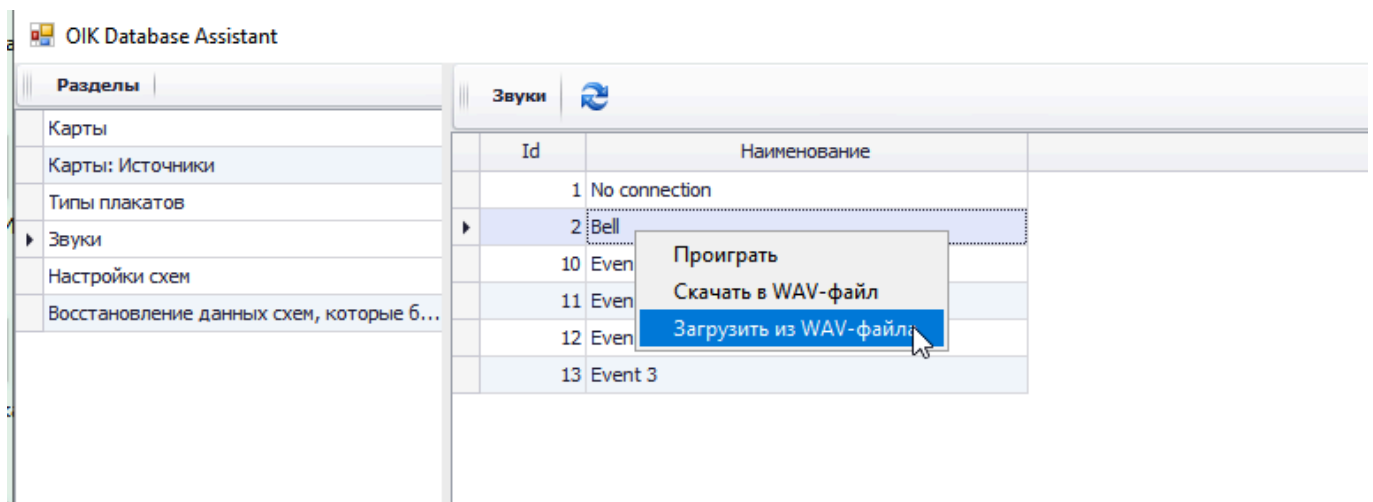 OIK Database Assistant
Разделы
Карты
Карты: Источники
Типы плакатов
Звуки
Настройки схем
Восстановление данных схем, которые б...
Звуки
Id Наименование
1 No connection
2 Bell
10 Even
11 Even
12 Even
13 Event 3
Проиграть
Скачать в WAV-файл
Загрузить из WAV-файла